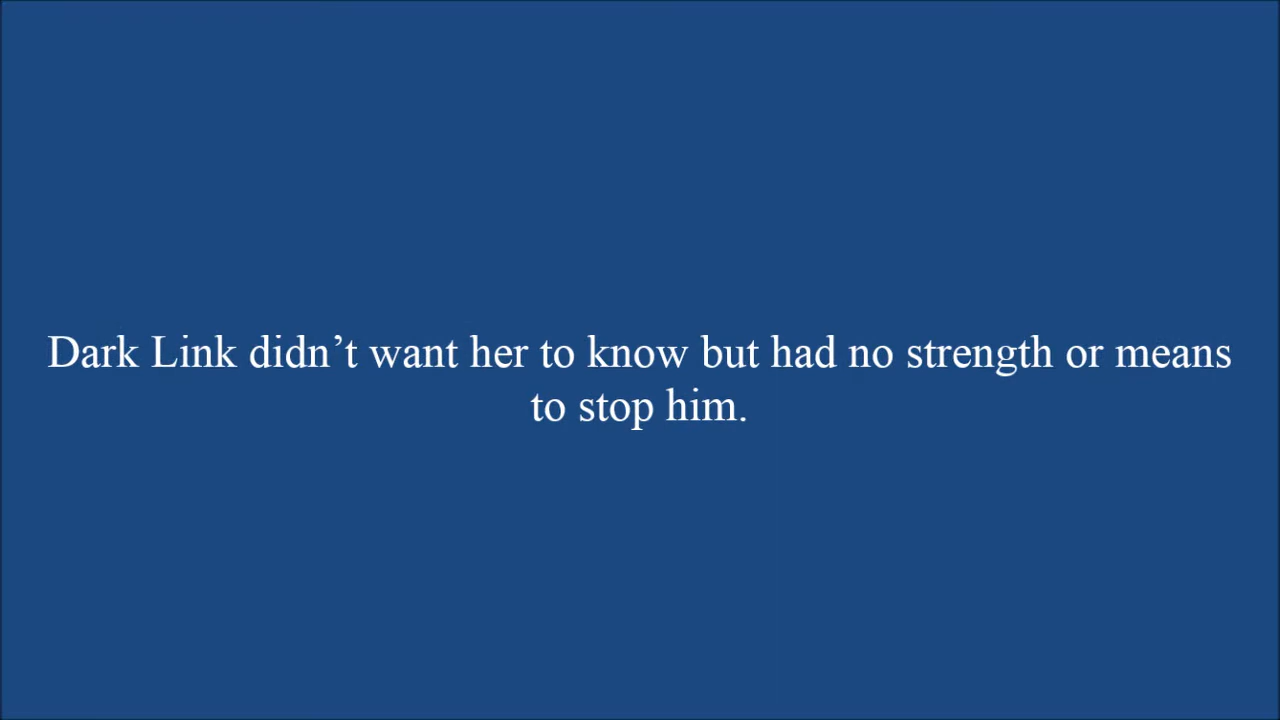 Dark Link didn’t want her to know but had no strength or means
to stop him.